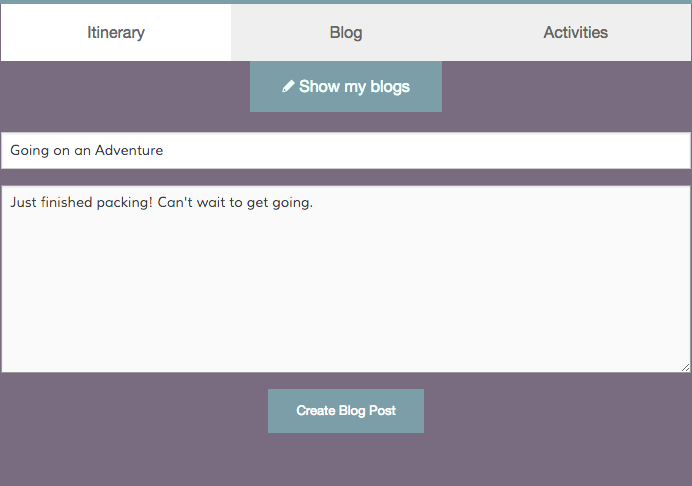 Itinerary Blog Activities
Show my blogs
Going on an Adventure
Just finished packing! Can't wait to get going.
Create Blog Post